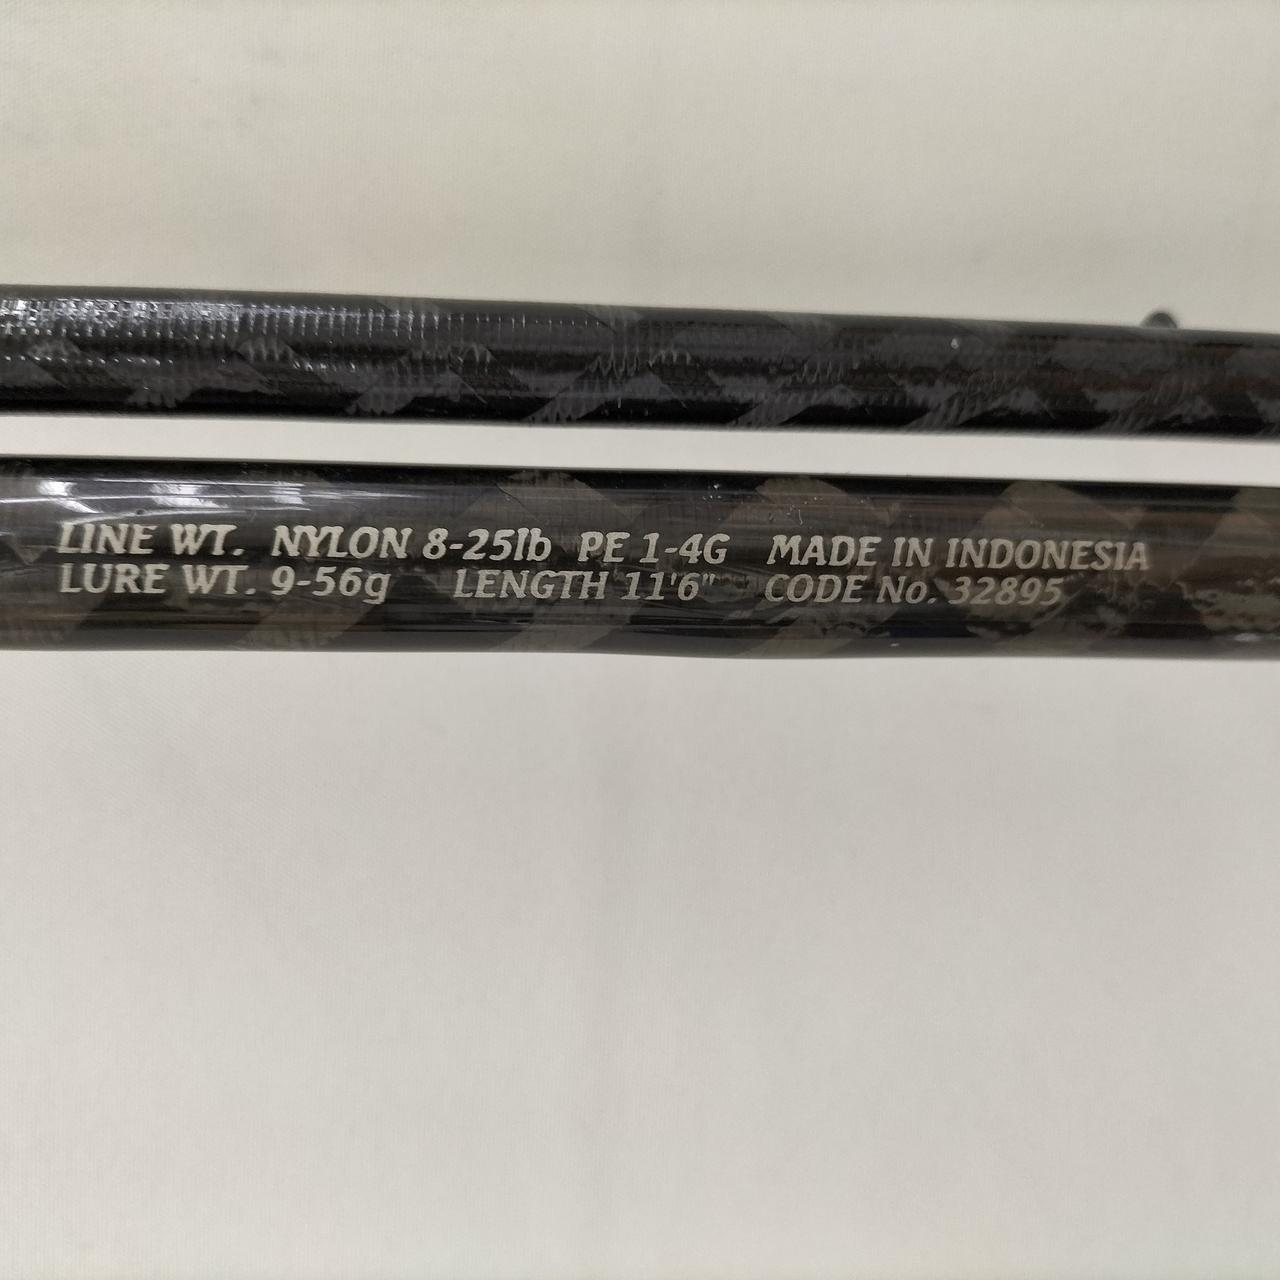 LINE WT. NYLON 8-25lb PE 1-4G MADE IN INDONESIA
LURE WT. 9-56g LENGTH 11'6" CODE No. 32895